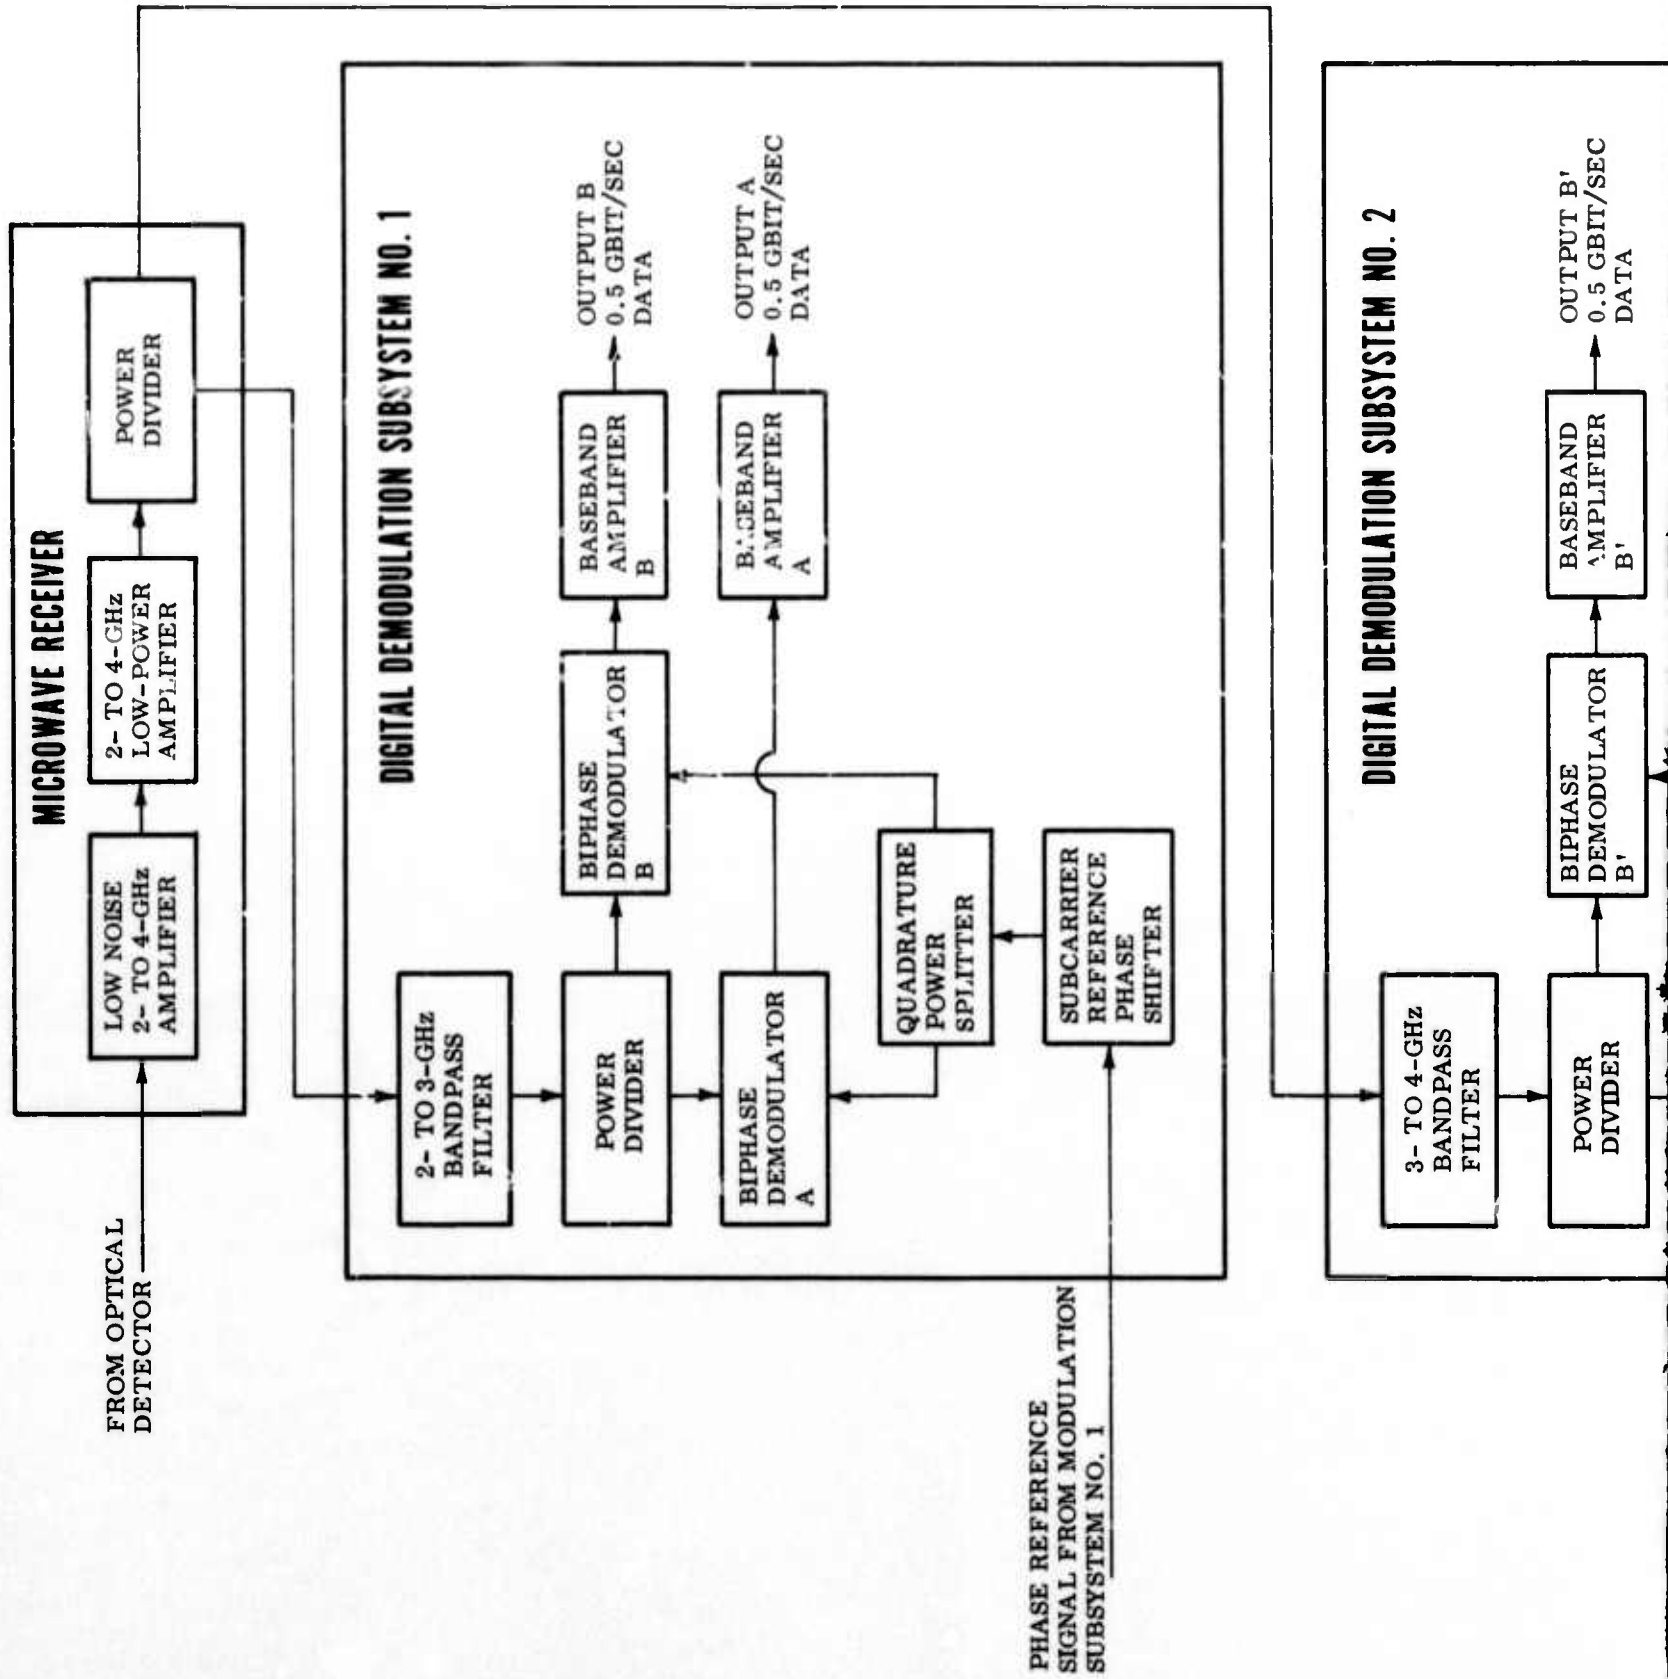 MICROWAVE RECEIVER
FROM OPTICAL
DETECTOR
LOW NOISE
2- TO 4-GHz
AMPLIFIER
2- TO 4-GHz
LOW-POWER
AMPLIFIER
POWER
DIVIDER
DIGITAL DEMODULATION SUBSYSTEM NO. 1
2- TO 3-GHz
BANDPASS
FILTER
POWER
DIVIDER
BIPHASE
DEMODULATOR
B
BASEBAND
AMPLIFIER
B
OUTPUT B
0.5 GBIT/SEC
DATA
BIPHASE
DEMODULATOR
A
BASEBAND
AMPLIFIER
A
OUTPUT A
0.5 GBIT/SEC
DATA
QUADRATURE
POWER
SPLITTER
SUBCARRIER
REFERENCE
PHASE
SHIFTER
PHASE REFERENCE
SIGNAL FROM MODULATION
SUBSYSTEM NO. 1
DIGITAL DEMODULATION SUBSYSTEM NO. 2
3- TO 4-GHz
BANDPASS
FILTER
POWER
DIVIDER
BIPHASE
DEMODULATOR
B'
BASEBAND
AMPLIFIER
B'
OUTPUT B'
0.5 GBIT/SEC
DATA